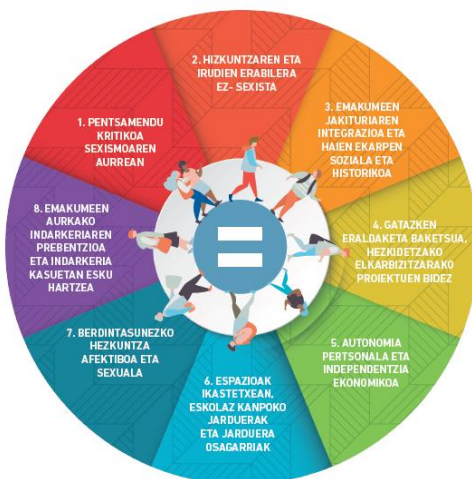 1. PENTSAMENDU
KRITIKOA
SEXISMOAREN
AURREAN
2. HIZKUNTZAREN ETA
IRUDIEN ERABILERA
EZ- SEXISTA
3. EMAKUMEEN
JAKITURIAREN
INTEGRAZIOA ETA
HAIEN EKARPEN
SOZIALA ETA
HISTORIKOA
4. GATAZKEN
ERALDAKETA BAKETSUA,
HEZKIDETZAKO
ELKARBIZITZARAKO
PROIEKTUEN BIDEZ
5. AUTONOMIA
PERTSONALA ETA
INDEPENDENTZIA
EKONOMIKOA
6. ESPAZIOAK
IKASTETXEAN,
ESKOLAZ KANPOKO
JARDUERAK
ETA JARDUERA
OSAGARRIAK
7. BERDINTASUNEZKO
HEZKUNTZA
AFEKTIBOA ETA
SEXUALA
8. EMAKUMEEN
AURKAKO
INDARKERIAREN
PREBENTZIOA
ETA INDARKERIA
KASUETAN ESKU
HARTZEA
=